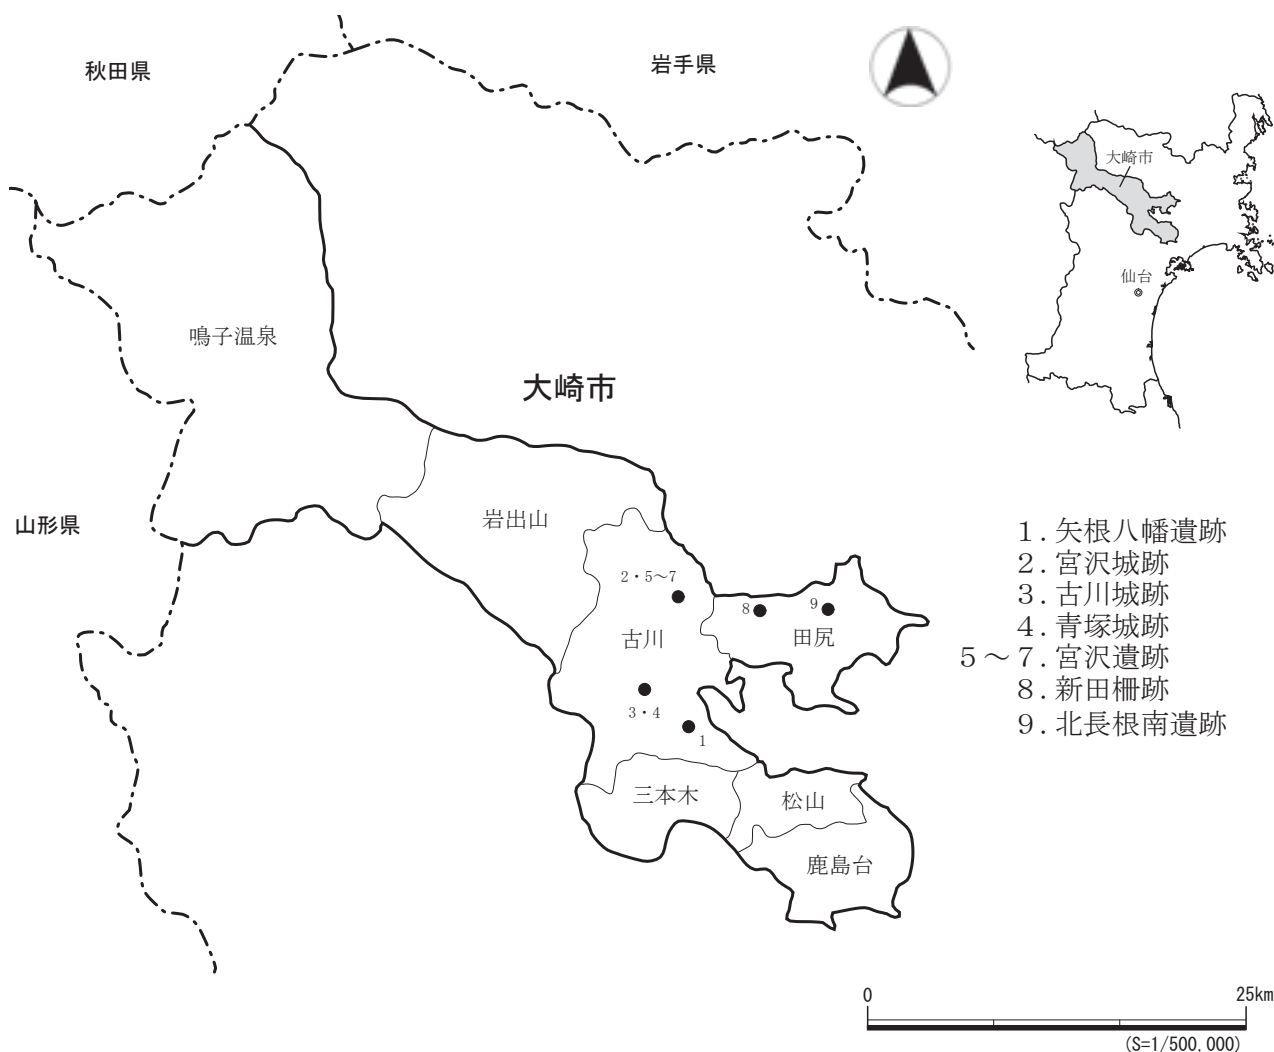 秋田県
岩手県
大崎市
仙台
鳴子温泉
大崎市
山形県
岩出山
2・5～7
8
9
古川
田尻
3・4
1
三本木
松山
鹿島台
1．矢根八幡遺跡
2．宮沢城跡
3．古川城跡
4．青塚城跡
5～7．宮沢遺跡
8．新田柵跡
9．北長根南遺跡
0 25km
(S=1/500,000)